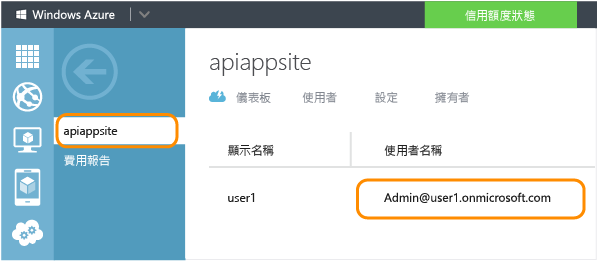 Windows Azure
信用額度狀態
apiappsite
費用報告
apiappsite
儀表板 使用者 設定 擁有者
顯示名稱 使用者名稱
user1 Admin@user1.onmicrosoft.com